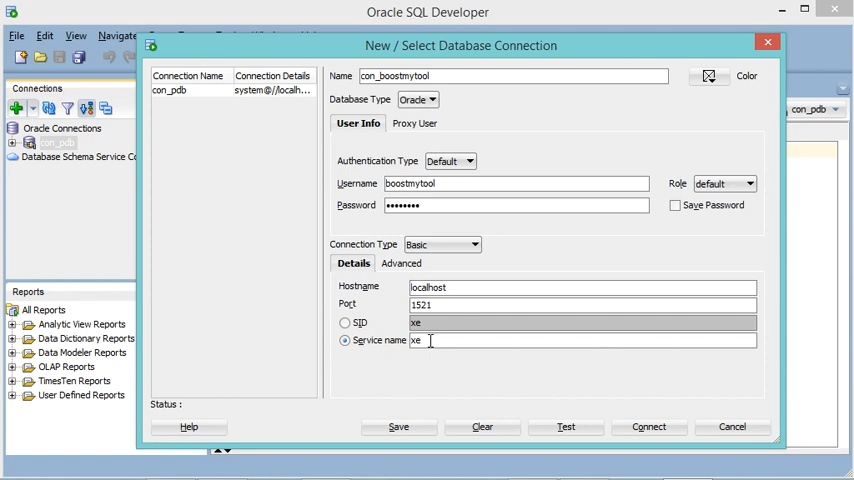 Oracle SQL Developer
File Edit View Navigate
New / Select Database Connection
Connections
Oracle Connections
con_pdb
Database Schema Service Co
Reports
All Reports
Analytic View Reports
Data Dictionary Reports
Data Modeler Reports
OLAP Reports
TimesTen Reports
User Defined Reports
Connection Name Connection Details
con_pdb system@//localh...
Name con_boostmytool Color
Database Type Oracle
User Info Proxy User
Authentication Type Default
Username boostmytool Role default
Password •••••••• Save Password
Connection Type Basic
Details Advanced
Hostname localhost
Port 1521
SID xe
Service name xe
Status :
Help Save Clear Test Connect Cancel
con_pdb